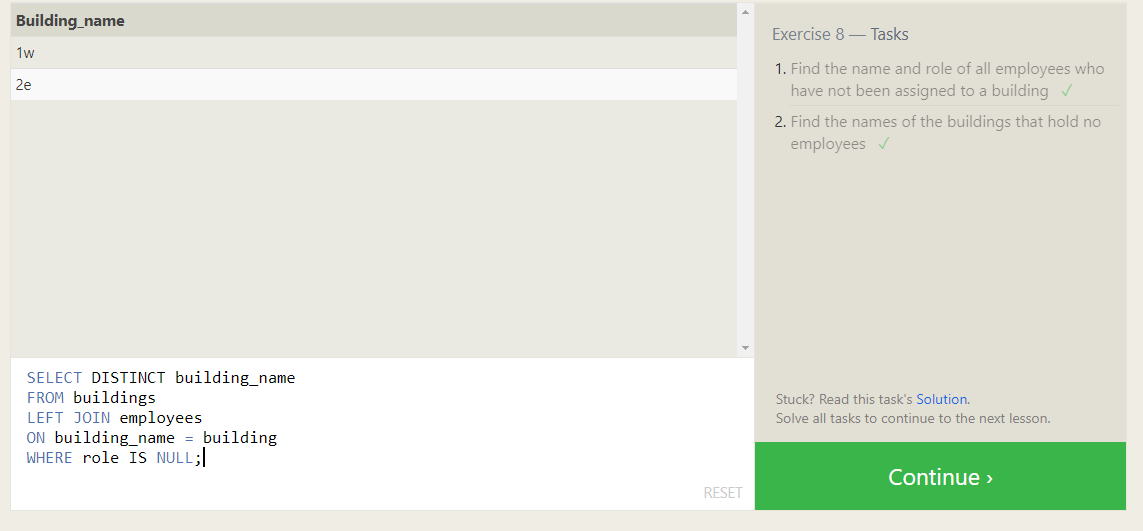 Building_name
1w
2e
SELECT DISTINCT building_name
FROM buildings
LEFT JOIN employees
ON building_name = building
WHERE role IS NULL;
RESET
Exercise 8 — Tasks
1. Find the name and role of all employees who
have not been assigned to a building ✓
2. Find the names of the buildings that hold no
employees ✓
Stuck? Read this task's Solution.
Solve all tasks to continue to the next lesson.
Continue ›